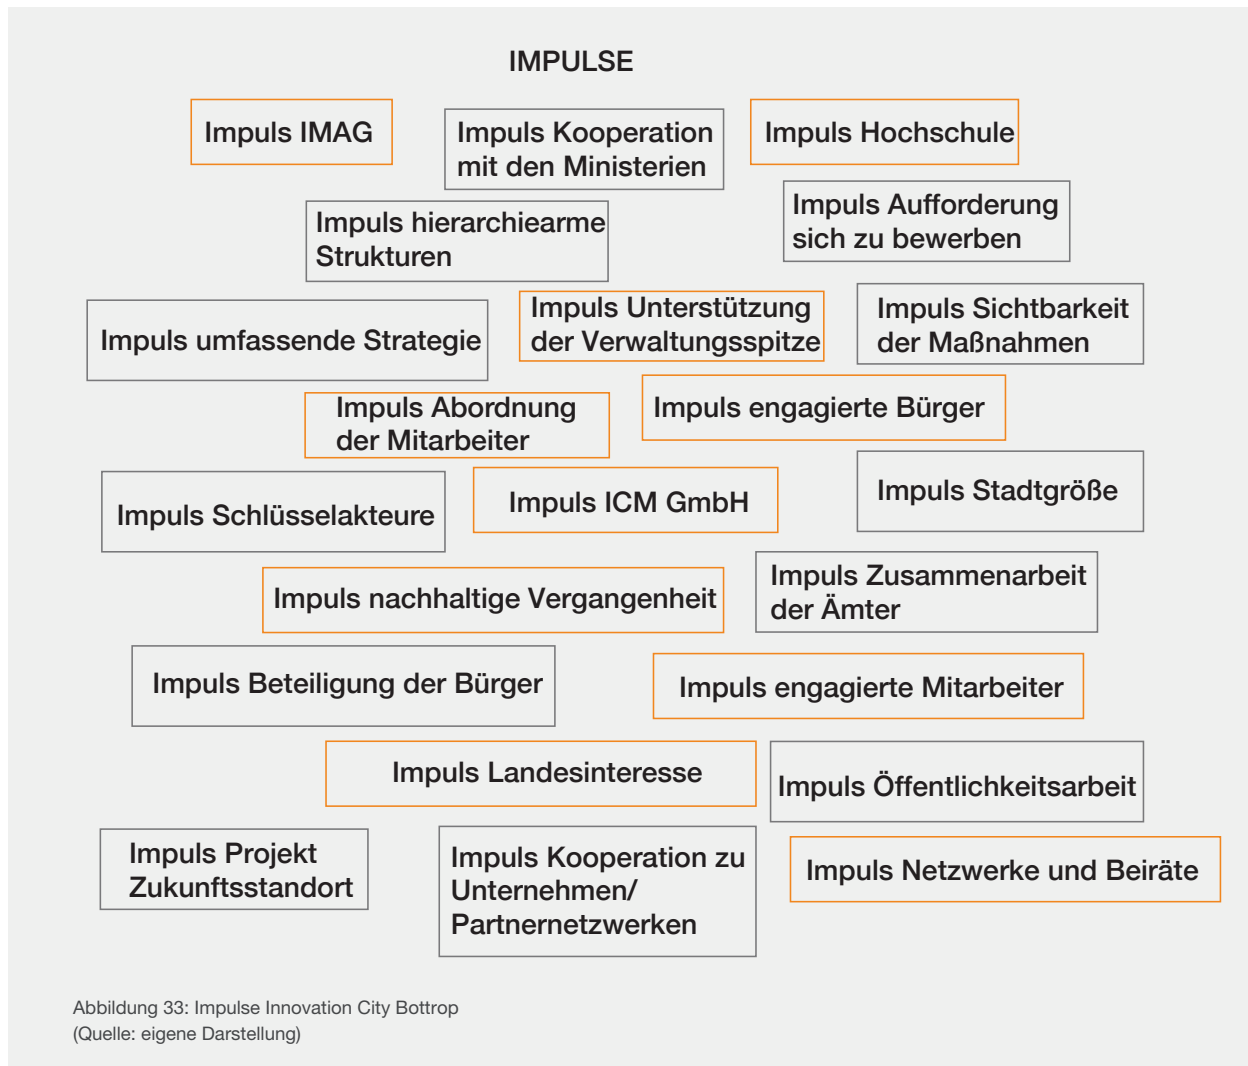 IMPULSE
Impuls IMAG
Impuls Kooperation
mit den Ministerien
Impuls Hochschule
Impuls hierarchiearme
Strukturen
Impuls Aufforderung
sich zu bewerben
Impuls umfassende Strategie
Impuls Unterstützung
der Verwaltungsspitze
Impuls Sichtbarkeit
der Maßnahmen
Impuls Abordnung
der Mitarbeiter
Impuls engagierte Bürger
Impuls Schlüsselakteure
Impuls ICM GmbH
Impuls Stadtgröße
Impuls nachhaltige Vergangenheit
Impuls Zusammenarbeit
der Ämter
Impuls Beteiligung der Bürger
Impuls engagierte Mitarbeiter
Impuls Landesinteresse
Impuls Öffentlichkeitsarbeit
Impuls Projekt
Zukunftsstandort
Impuls Kooperation zu
Unternehmen/
Partnernetzwerken
Impuls Netzwerke und Beiräte
Abbildung 33: Impulse Innovation City Bottrop
(Quelle: eigene Darstellung)